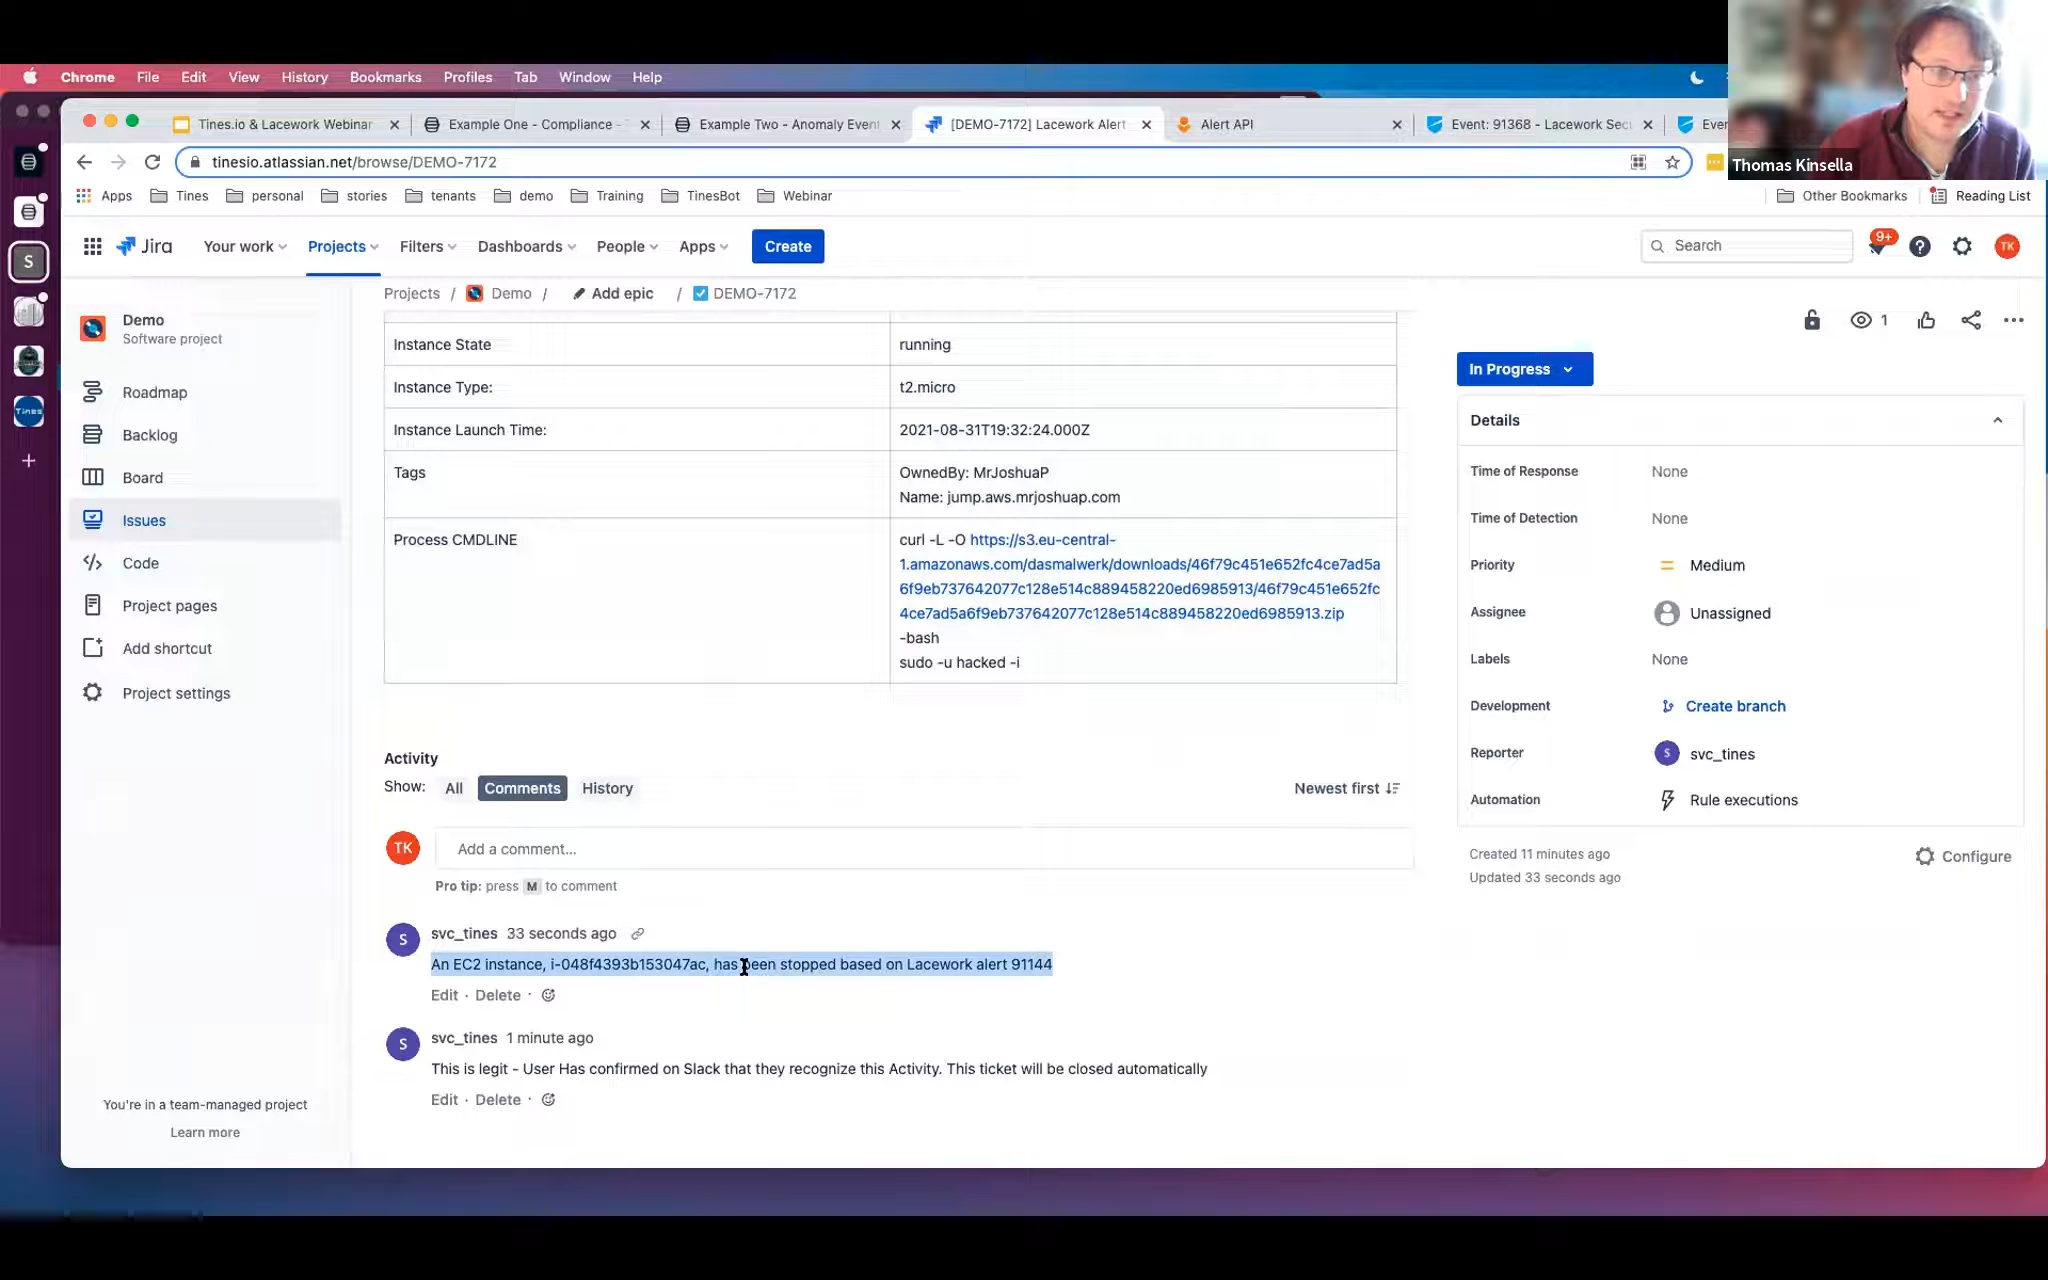 Chrome File Edit View History Bookmarks Profiles Tab Window Help
Tines.io & Lacework Webinar
Example One - Compliance -
Example Two - Anomaly Event
[DEMO-7172] Lacework Alert
Alert API
Event: 91368 - Lacework Sec
tinesio.atlassian.net/browse/DEMO-7172
Thomas Kinsella
Apps Tines personal stories tenants demo Training TinesBot Webinar Other Bookmarks Reading List
Jira Your work Projects Filters Dashboards People Apps Create Search 9+ TK
S
Tines
Demo
Software project
Roadmap
Backlog
Board
Issues
Code
Project pages
Add shortcut
Project settings
You're in a team-managed project
Learn more
Projects / Demo / Add epic / DEMO-7172
Instance State running
Instance Type: t2.micro
Instance Launch Time: 2021-08-31T19:32:24.000Z
Tags OwnedBy: MrJoshuaP
Name: jump.aws.mrjoshuap.com
Process CMDLINE curl -L -O https://s3.eu-central-
1.amazonaws.com/dasmalwerk/downloads/46f79c451e652fc4ce7ad5a
6f9eb737642077c128e514c889458220ed6985913/46f79c451e652fc
4ce7ad5a6f9eb737642077c128e514c889458220ed6985913.zip
-bash
sudo -u hacked -i
Activity
Show: All Comments History Newest first
TK Add a comment...
Pro tip: press M to comment
S svc_tines 33 seconds ago
An EC2 instance, i-048f4393b153047ac, has been stopped based on Lacework alert 91144
Edit · Delete ·
S svc_tines 1 minute ago
This is legit - User Has confirmed on Slack that they recognize this Activity. This ticket will be closed automatically
Edit · Delete ·
1
In Progress
Details
Time of Response None
Time of Detection None
Priority Medium
Assignee Unassigned
Labels None
Development Create branch
Reporter S svc_tines
Automation Rule executions
Created 11 minutes ago
Updated 33 seconds ago
Configure